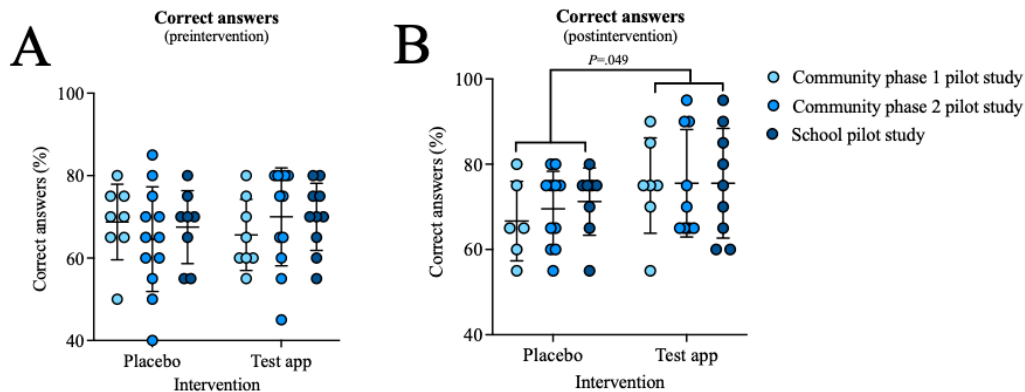 A
Correct answers
(preintervention)
Correct answers (%)
100
80
60
40
Placebo
Test app
Intervention
B
Correct answers
(postintervention)
P=.049
Correct answers (%)
100
80
60
40
Placebo
Test app
Intervention
Community phase 1 pilot study
Community phase 2 pilot study
School pilot study